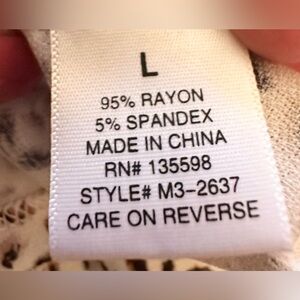 L
95% RAYON
5% SPANDEX
MADE IN CHINA
RN# 135598
STYLE# M3-2637
CARE ON REVERSE